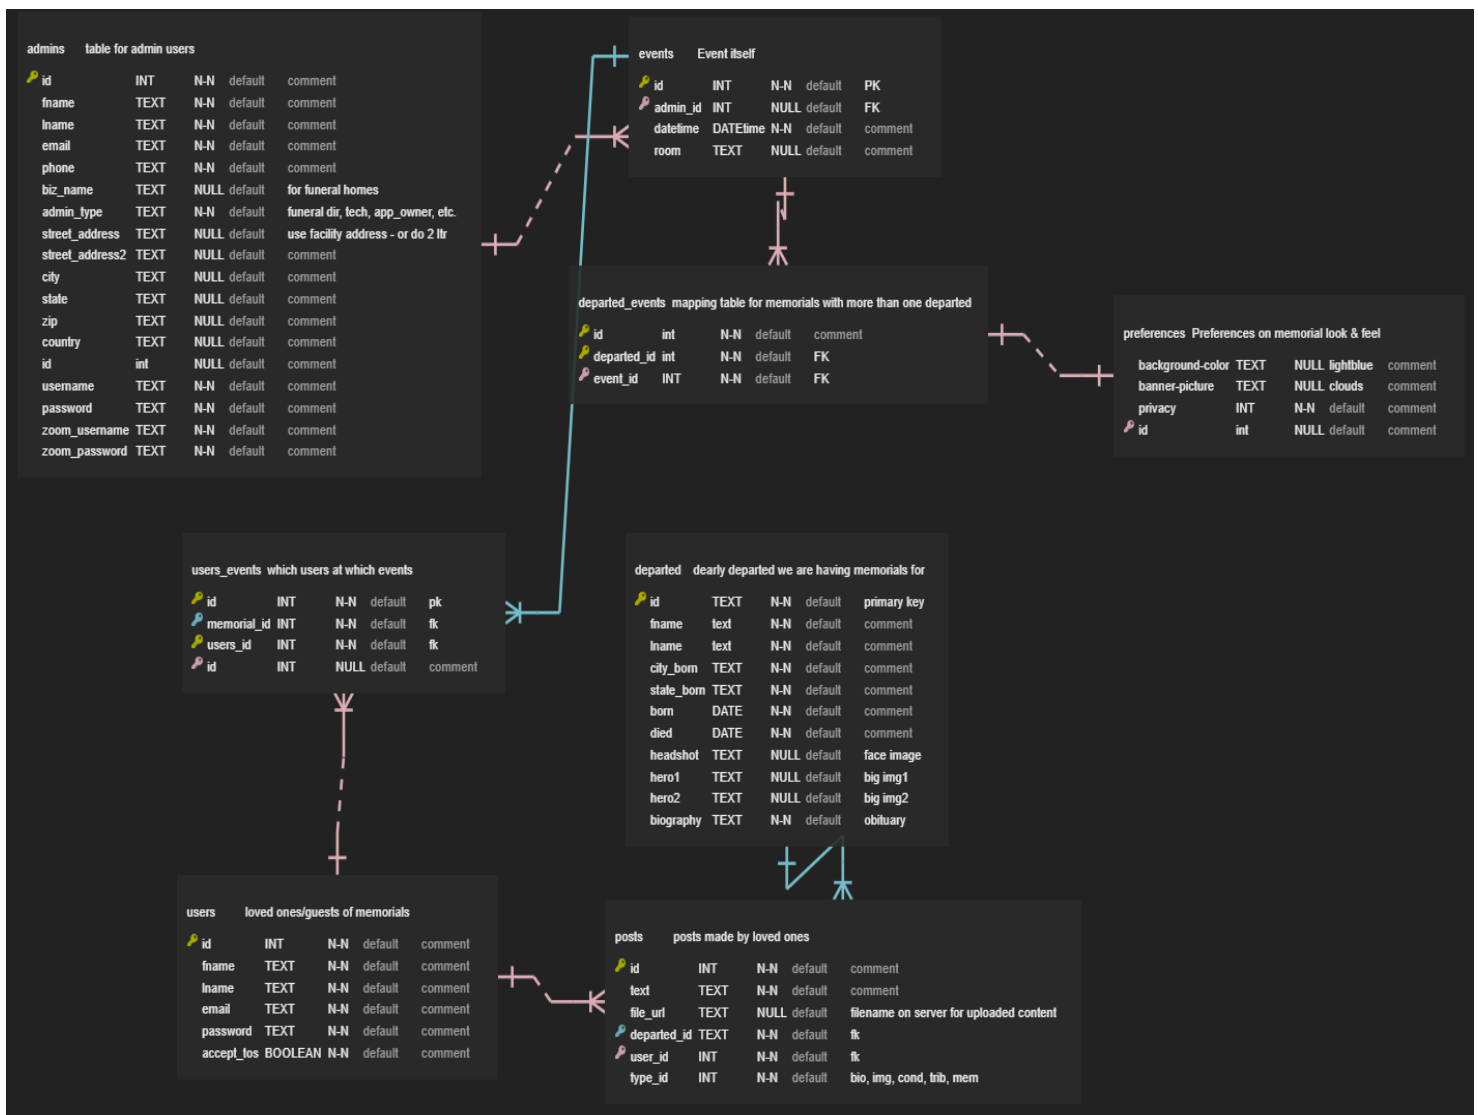 admins table for admin users
id INT N-N default comment
fname TEXT N-N default comment
lname TEXT N-N default comment
email TEXT N-N default comment
phone TEXT N-N default comment
biz_name TEXT NULL default for funeral homes
admin_type TEXT N-N default funeral dir, tech, app_owner, etc.
street_address TEXT NULL default use facility address - or do 2 ltr
street_address2 TEXT NULL default comment
city TEXT NULL default comment
state TEXT NULL default comment
zip TEXT NULL default comment
country TEXT NULL default comment
id int NULL default comment
username TEXT N-N default comment
password TEXT N-N default comment
zoom_username TEXT N-N default comment
zoom_password TEXT N-N default comment
events Event itself
id INT N-N default PK
admin_id INT NULL default FK
datetime DATEtime N-N default comment
room TEXT NULL default comment
departed_events mapping table for memorials with more than one departed
id int N-N default comment
departed_id int N-N default FK
event_id INT N-N default FK
preferences Preferences on memorial look & feel
background-color TEXT NULL lightblue comment
banner-picture TEXT NULL clouds comment
privacy INT N-N default comment
id int NULL default comment
users_events which users at which events
id INT N-N default pk
memorial_id INT N-N default fk
users_id INT N-N default fk
id INT NULL default comment
departed dearly departed we are having memorials for
id TEXT N-N default primary key
fname text N-N default comment
lname text N-N default comment
city_born TEXT N-N default comment
state_born TEXT N-N default comment
born DATE N-N default comment
died DATE N-N default comment
headshot TEXT NULL default face image
hero1 TEXT NULL default big img1
hero2 TEXT NULL default big img2
biography TEXT N-N default obituary
users loved ones/guests of memorials
id INT N-N default comment
fname TEXT N-N default comment
lname TEXT N-N default comment
email TEXT N-N default comment
password TEXT N-N default comment
accept_tos BOOLEAN N-N default comment
posts posts made by loved ones
id INT N-N default comment
text TEXT N-N default comment
file_url TEXT NULL default filename on server for uploaded content
departed_id TEXT N-N default fk
user_id INT N-N default fk
type_id INT N-N default bio, img, cond, trib, mem